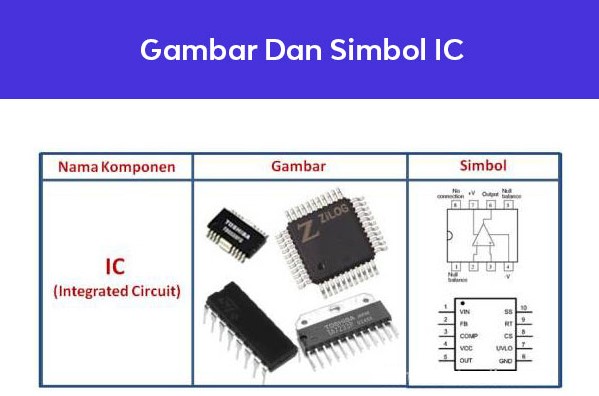 Gambar Dan Simbol IC
Nama Komponen
Gambar
Simbol
IC
(Integrated Circuit)
TOSHIBA
Z ZiLOG
TOSHIBA
No connection
+V
Output
Null balance
8 7 6 5
1 2 3 4
Null balance
-V
1 VIN SS 10
2 FB RT 9
3 COMP CS 8
4 VCC UVLO 7
5 OUT GND 6